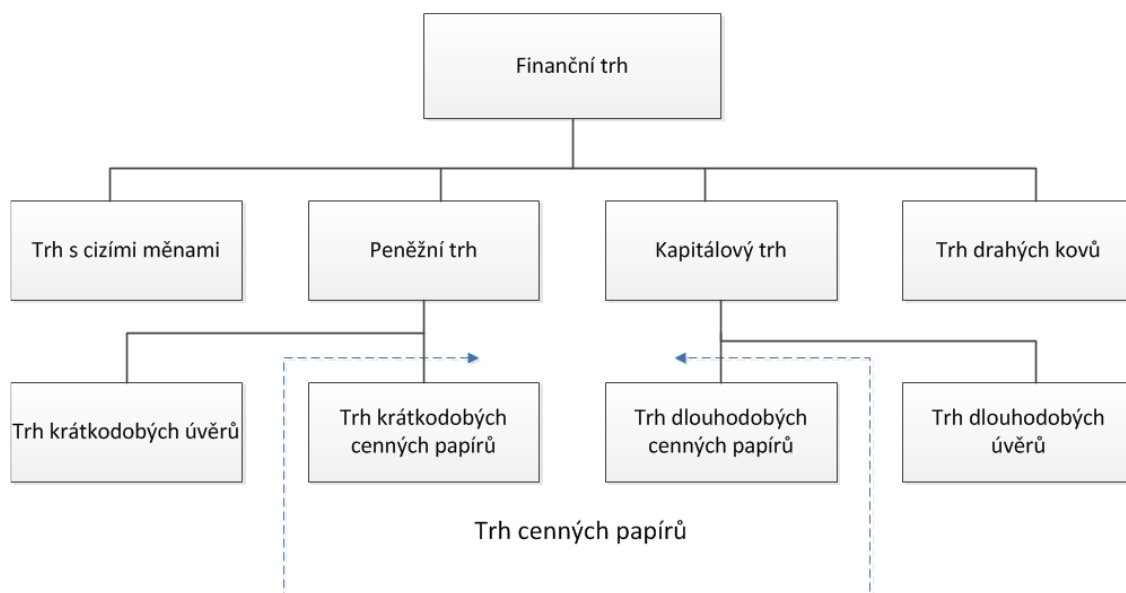 Finanční trh
Trh s cizími měnami
Peněžní trh
Kapitálový trh
Trh drahých kovů
Trh krátkodobých úvěrů
Trh krátkodobých
cenných papírů
Trh dlouhodobých
cenných papírů
Trh dlouhodobých
úvěrů
Trh cenných papírů